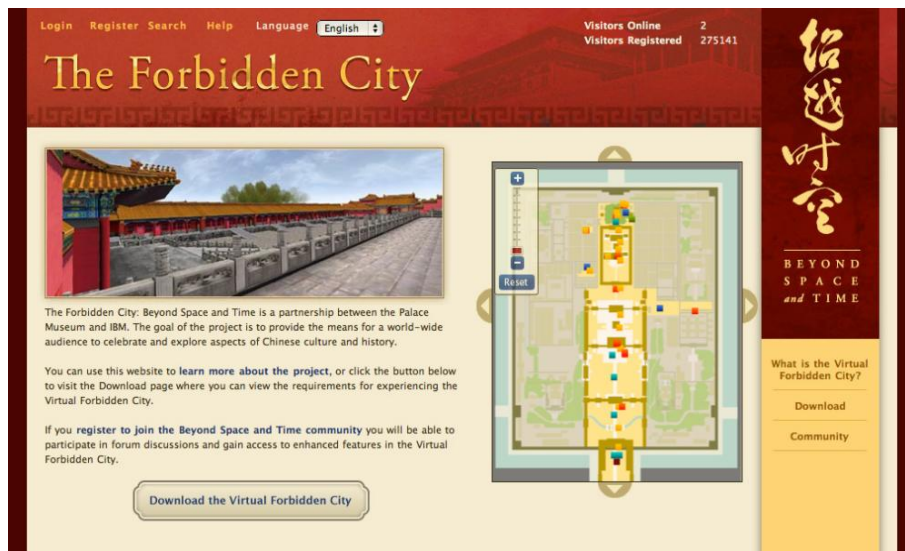 Login Register Search Help Language English
Visitors Online 2
Visitors Registered 275141
The Forbidden City
超越时空
BEYOND
SPACE
and TIME
+
−
Reset
The Forbidden City: Beyond Space and Time is a partnership between the Palace
Museum and IBM. The goal of the project is to provide the means for a world-wide
audience to celebrate and explore aspects of Chinese culture and history.
You can use this website to learn more about the project, or click the button below
to visit the Download page where you can view the requirements for experiencing the
Virtual Forbidden City.
If you register to join the Beyond Space and Time community you will be able to
participate in forum discussions and gain access to enhanced features in the Virtual
Forbidden City.
Download the Virtual Forbidden City
What is the Virtual
Forbidden City?
Download
Community